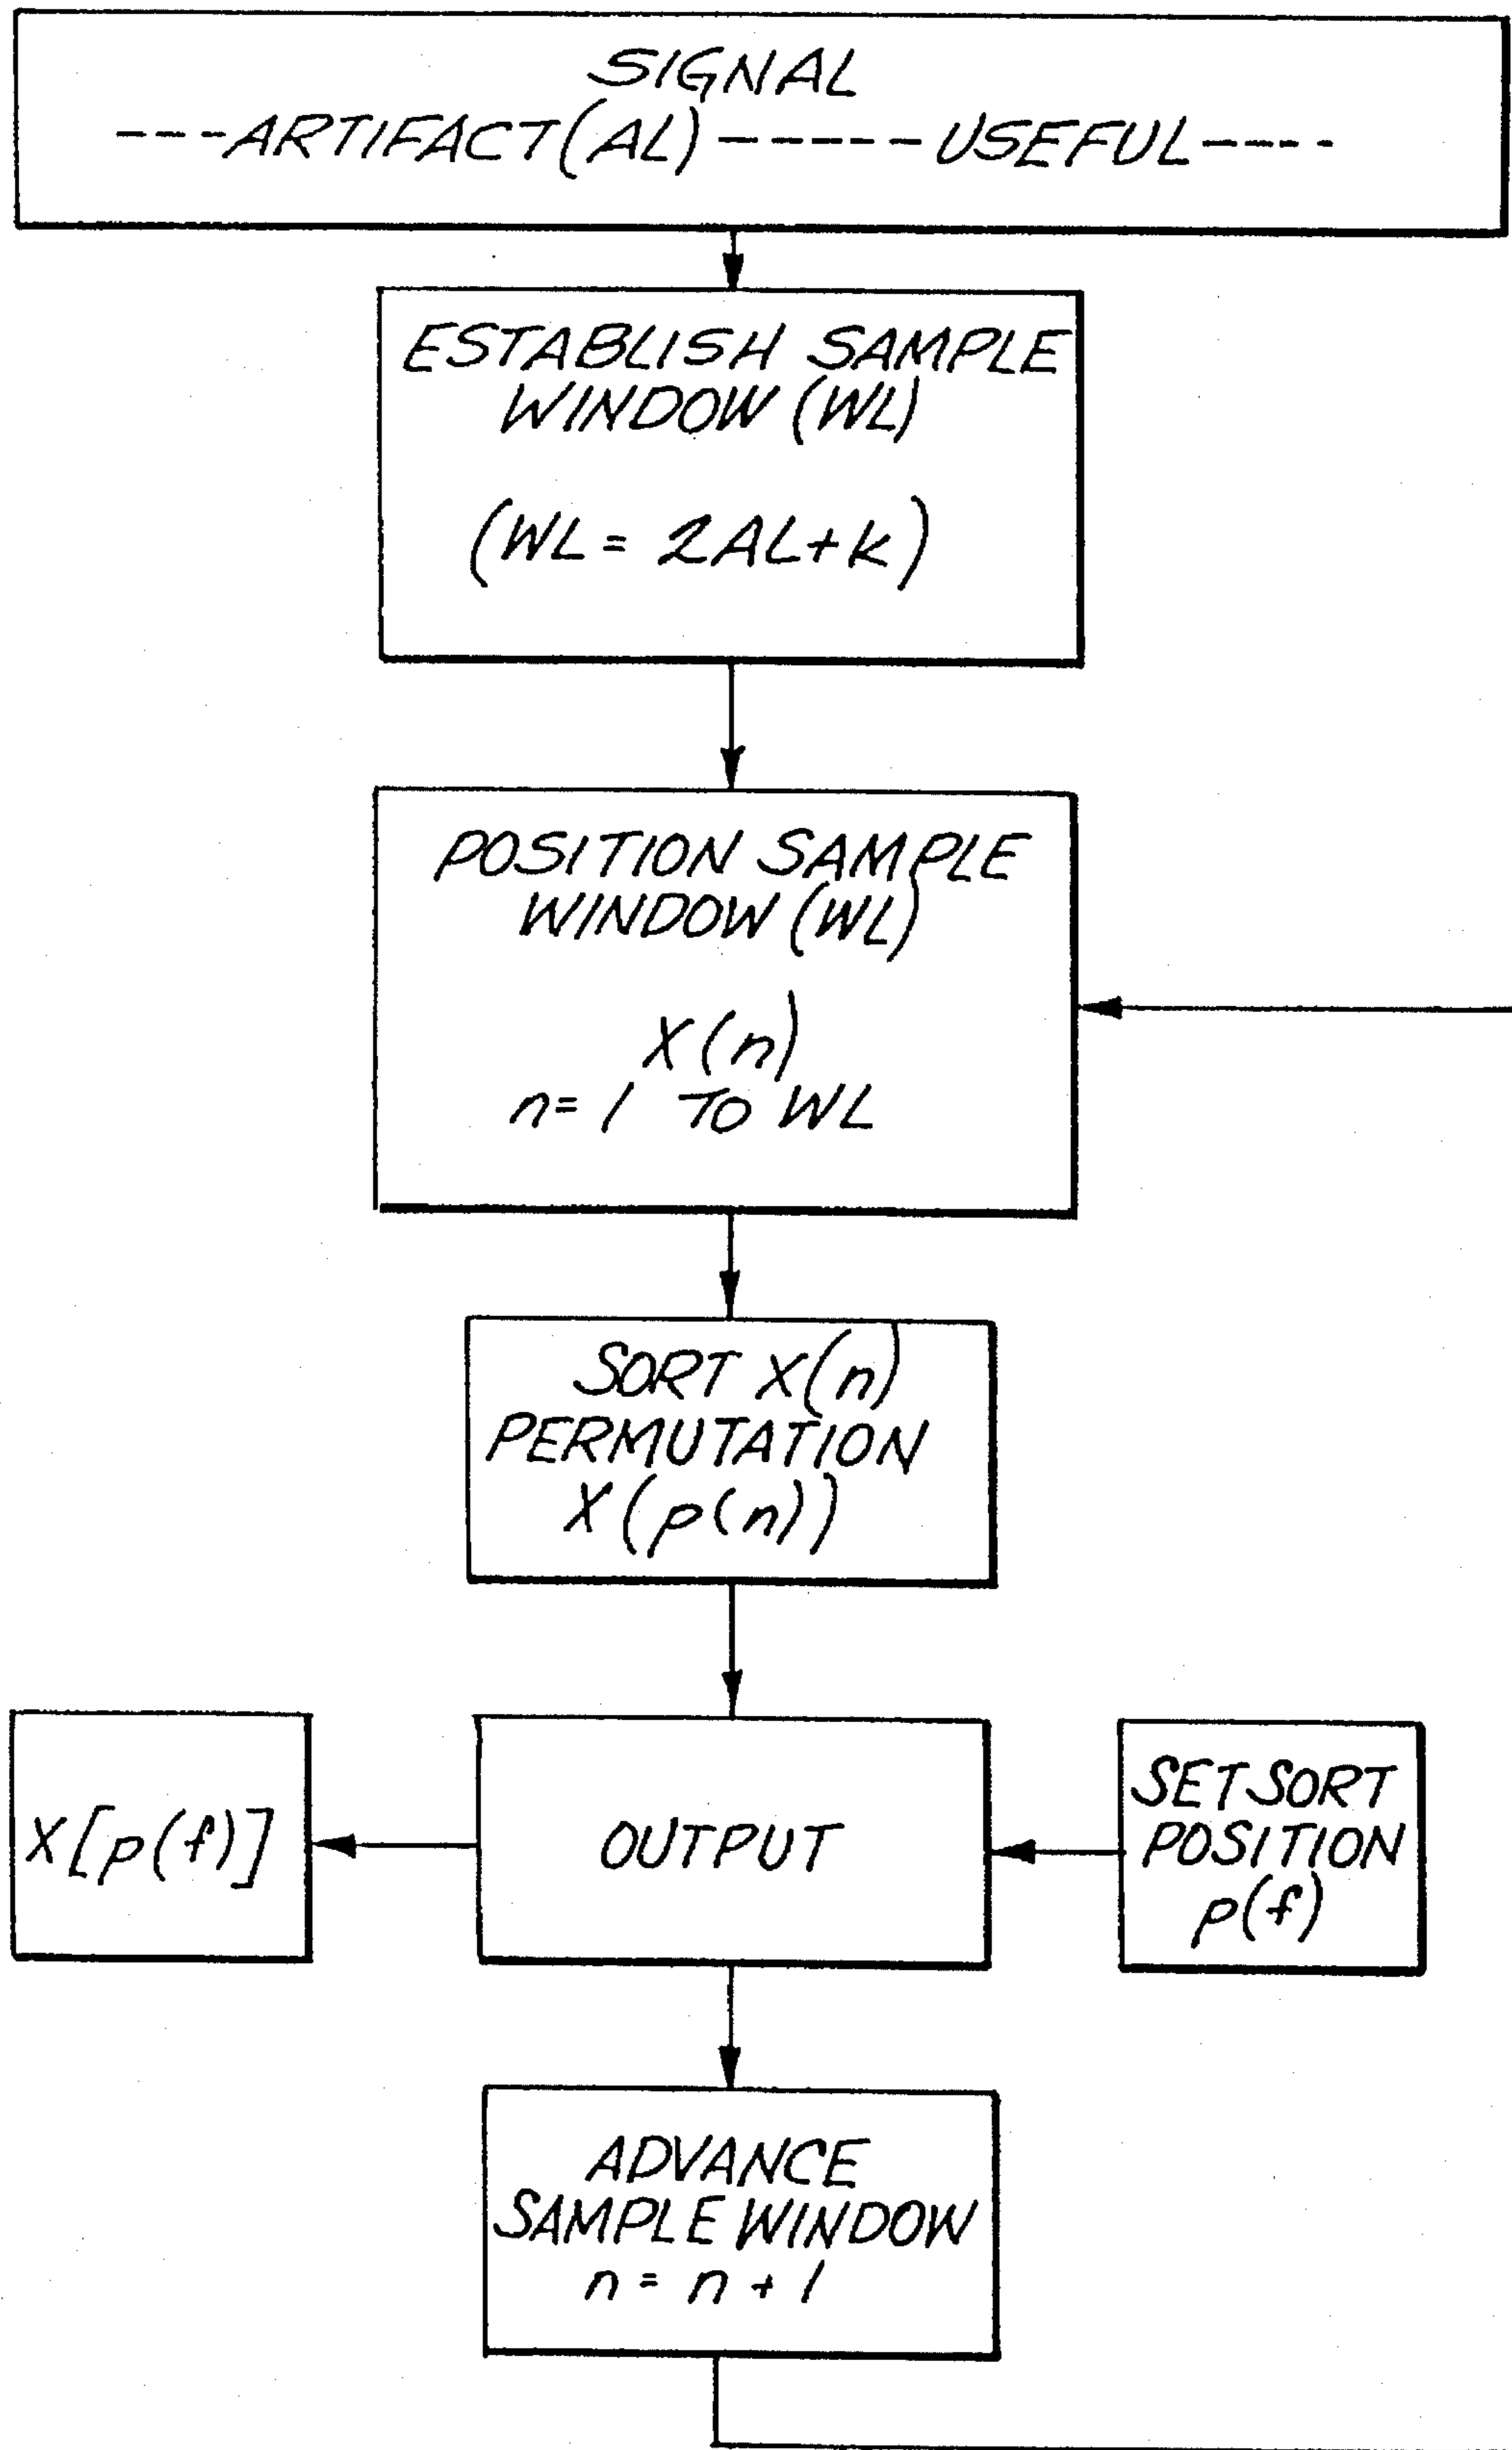 SIGNAL
---ARTIFACT(AL)------USEFUL----
ESTABLISH SAMPLE
WINDOW (WL)
(WL = 2AL+k)
POSITION SAMPLE
WINDOW (WL)
X(n)
n=1 TO WL
SORT X(n)
PERMUTATION
X(p(n))
X[p(f)]
OUTPUT
SET SORT
POSITION
p(f)
ADVANCE
SAMPLE WINDOW
n = n + 1